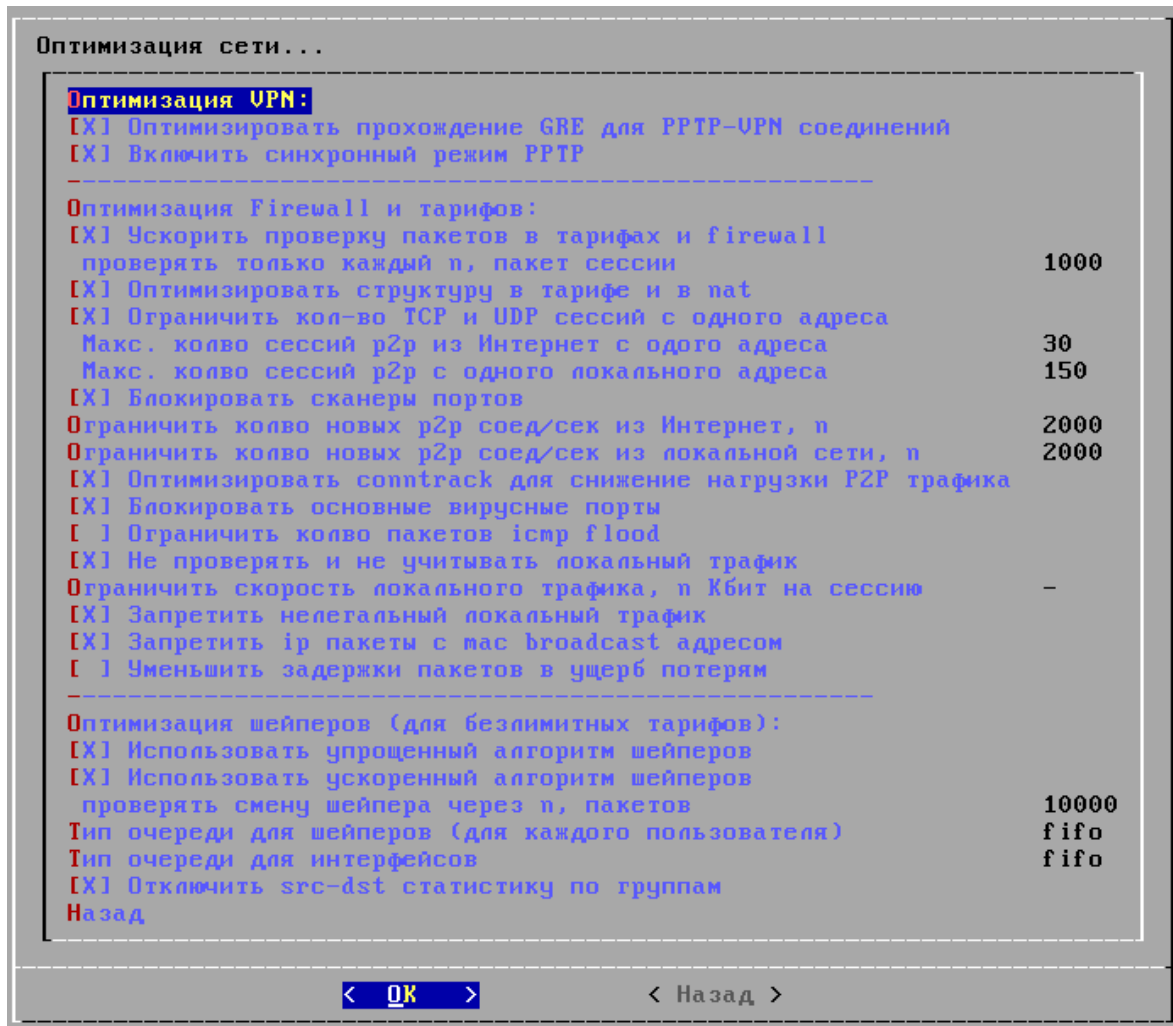 Оптимизация сети...
Оптимизация VPN:
[X] Оптимизировать прохождение GRE для PPTP-VPN соединений
[X] Включить синхронный режим PPTP
Оптимизация Firewall и тарифов:
[X] Ускорить проверку пакетов в тарифах и firewall
проверять только каждый n, пакет сессии 1000
[X] Оптимизировать структуру в тарифе и в nat
[X] Ограничить кол-во TCP и UDP сессий с одного адреса
Макс. колво сессий p2p из Интернет с одого адреса 30
Макс. колво сессий p2p с одного локального адреса 150
[X] Блокировать сканеры портов
Ограничить колво новых p2p соед/сек из Интернет, n 2000
Ограничить колво новых p2p соед/сек из локальной сети, n 2000
[X] Оптимизировать conntrack для снижение нагрузки P2P трафика
[X] Блокировать основные вирусные порты
[ ] Ограничить колво пакетов icmp flood
[X] Не проверять и не учитывать локальный трафик
Ограничить скорость локального трафика, n Кбит на сессию -
[X] Запретить нелегальный локальный трафик
[X] Запретить ip пакеты с mac broadcast адресом
[ ] Уменьшить задержки пакетов в ущерб потерям
Оптимизация шейперов (для безлимитных тарифов):
[X] Использовать упрощенный алгоритм шейперов
[X] Использовать ускоренный алгоритм шейперов
проверять смену шейпера через n, пакетов 10000
Тип очереди для шейперов (для каждого пользователя) fifo
Тип очереди для интерфейсов fifo
[X] Отключить src-dst статистику по группам
Назад
< OK > < Назад >